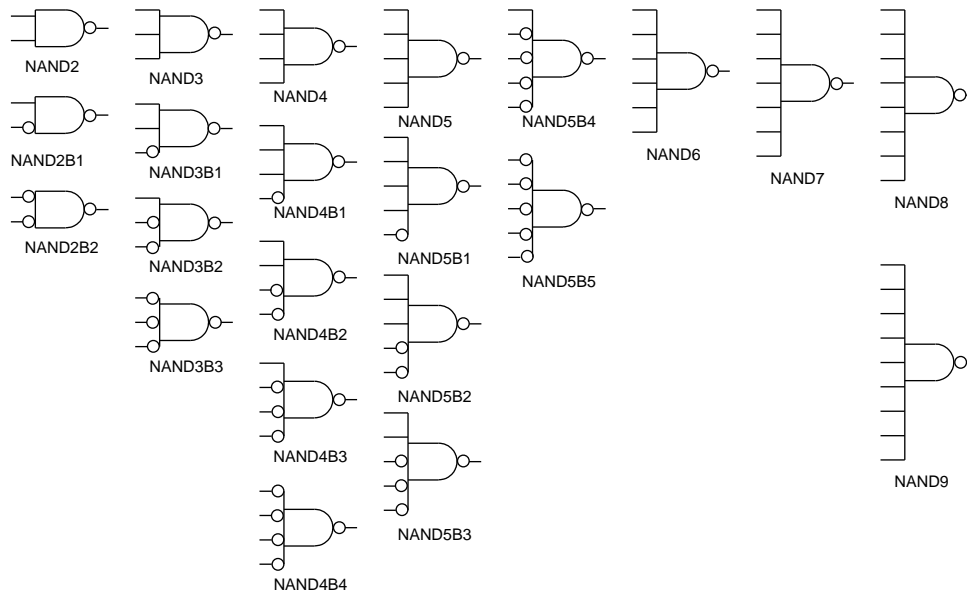 NAND2
NAND3
NAND4
NAND5
NAND5B4
NAND6
NAND7
NAND8
NAND2B1
NAND3B1
NAND4B1
NAND5B1
NAND5B5
NAND2B2
NAND3B2
NAND4B2
NAND3B3
NAND5B2
NAND4B3
NAND9
NAND5B3
NAND4B4